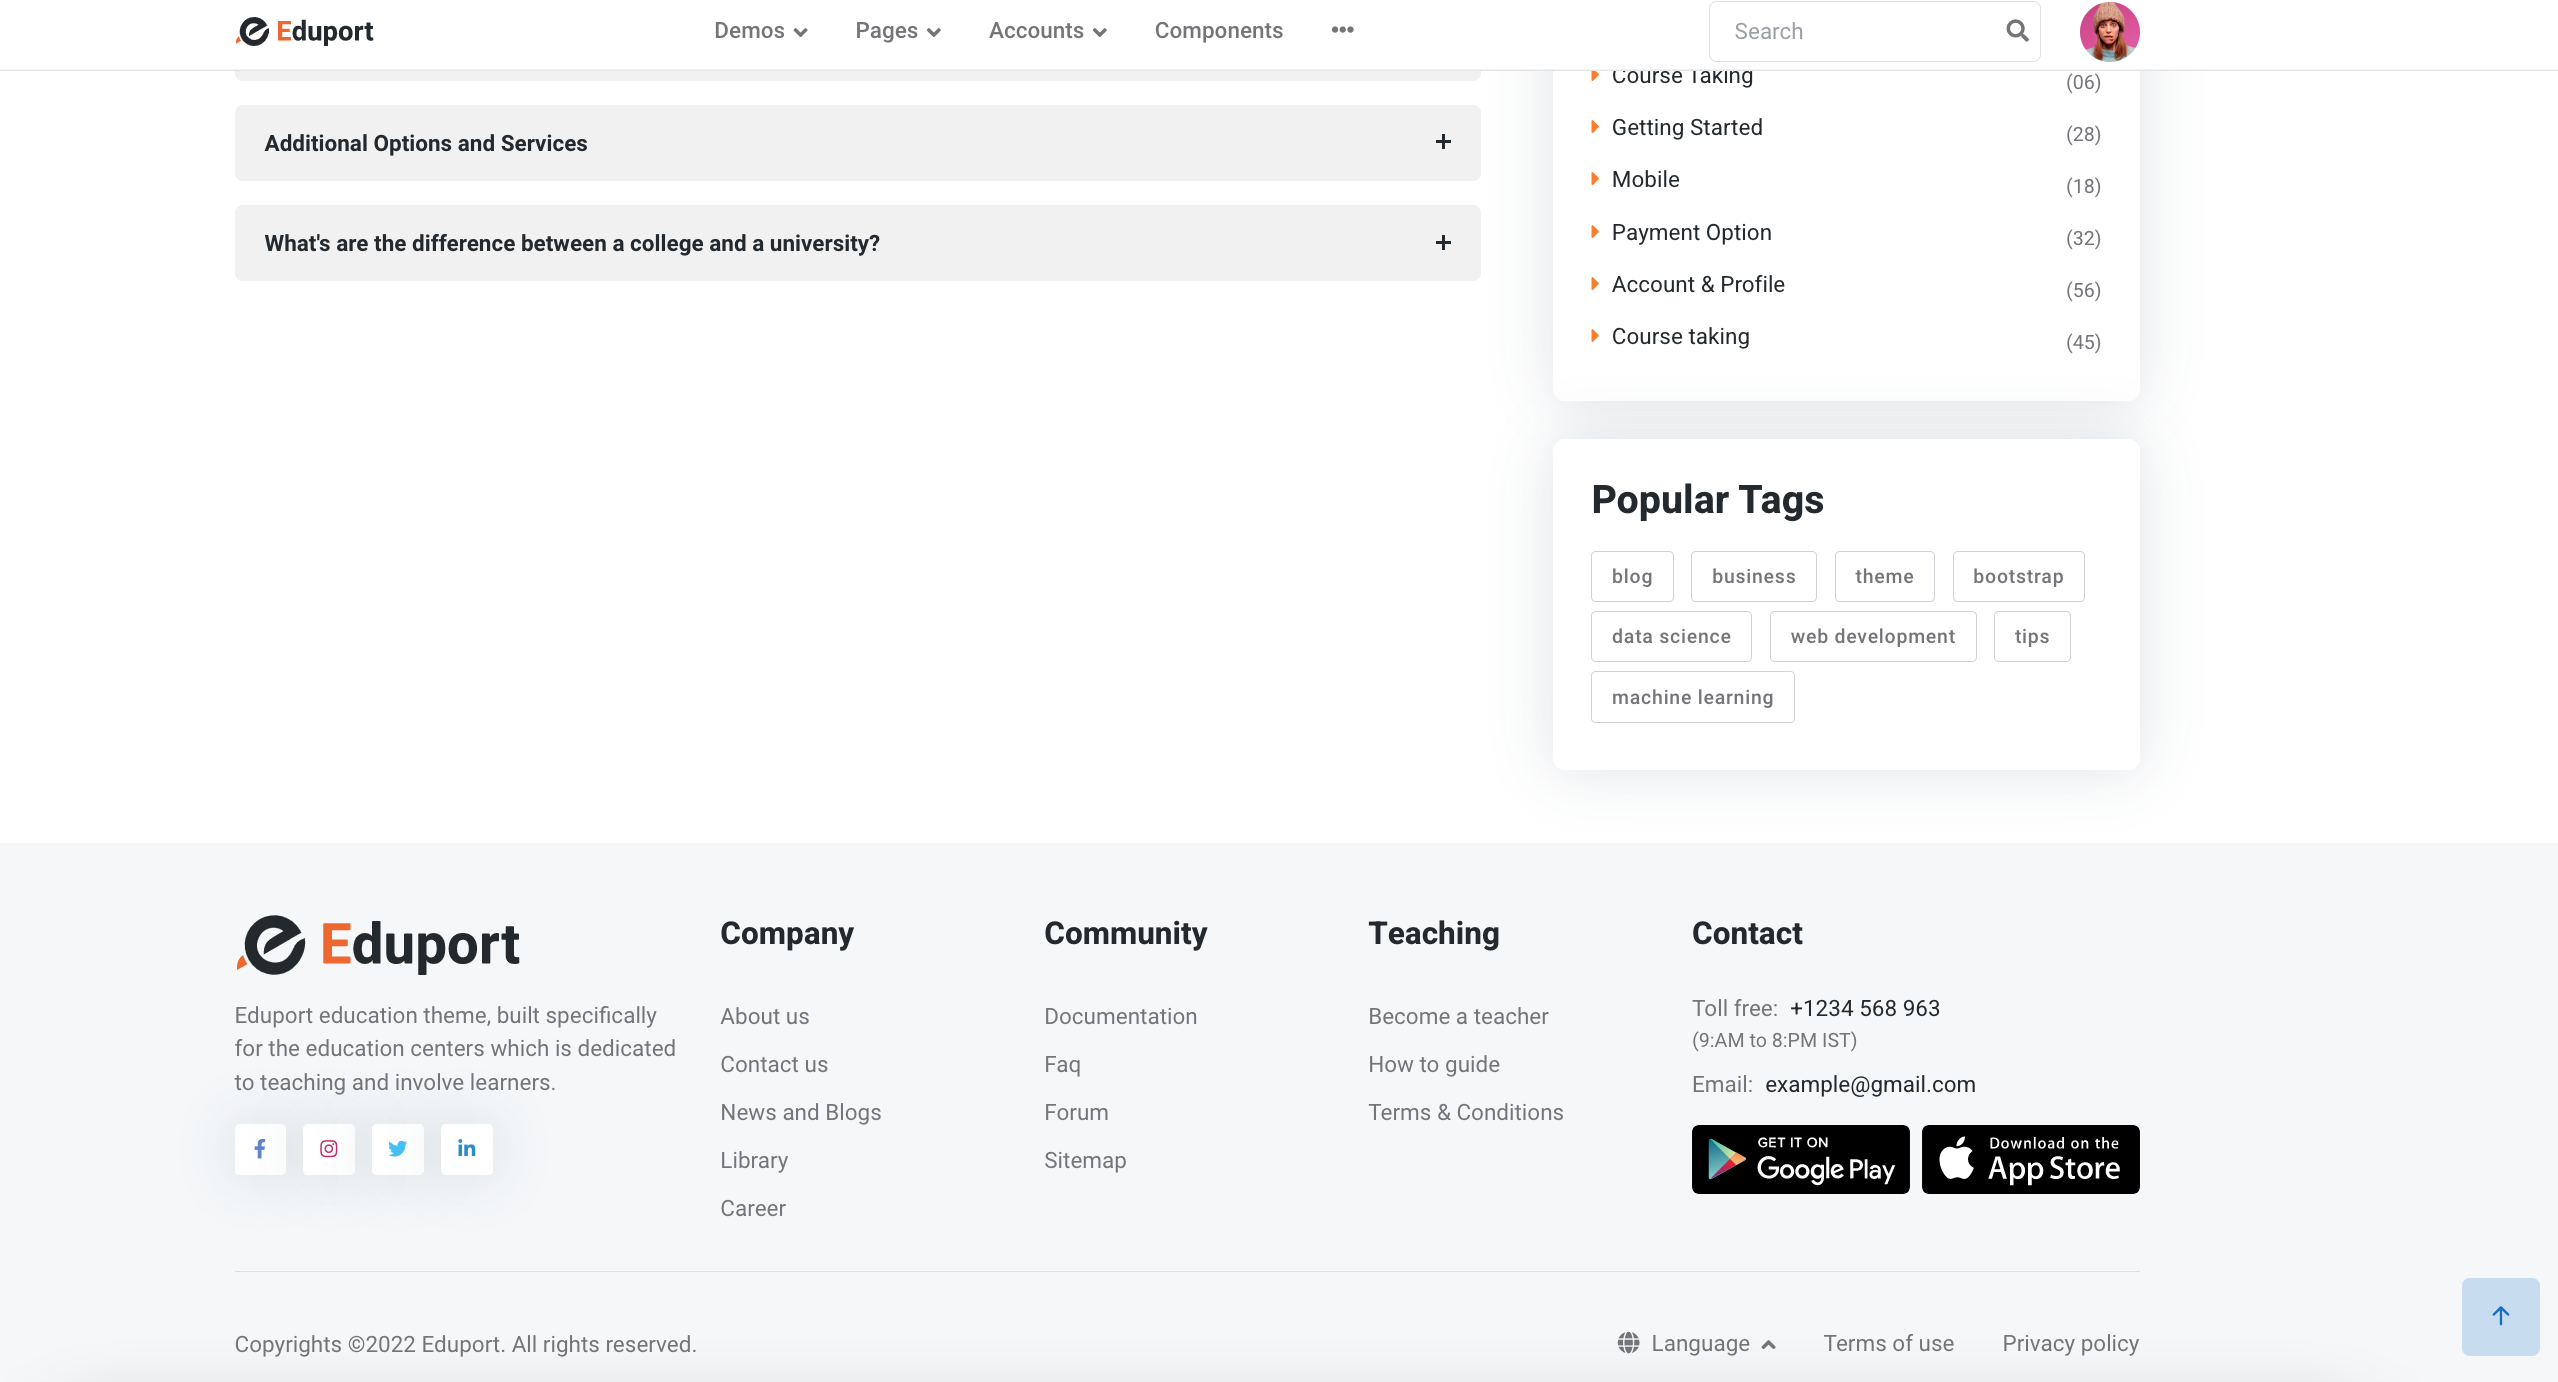 Eduport
Demos
Pages
Accounts
Components
Search
Additional Options and Services
What's are the difference between a college and a university?
Course Taking (06)
Getting Started (28)
Mobile (18)
Payment Option (32)
Account & Profile (56)
Course taking (45)
Popular Tags
blog business theme bootstrap
data science web development tips
machine learning
Eduport
Eduport education theme, built specifically
for the education centers which is dedicated
to teaching and involve learners.
Company
About us
Contact us
News and Blogs
Library
Career
Community
Documentation
Faq
Forum
Sitemap
Teaching
Become a teacher
How to guide
Terms & Conditions
Contact
Toll free: +1234 568 963
(9:AM to 8:PM IST)
Email: example@gmail.com
GET IT ON
Google Play
Download on the
App Store
Copyrights ©2022 Eduport. All rights reserved.
Language
Terms of use
Privacy policy